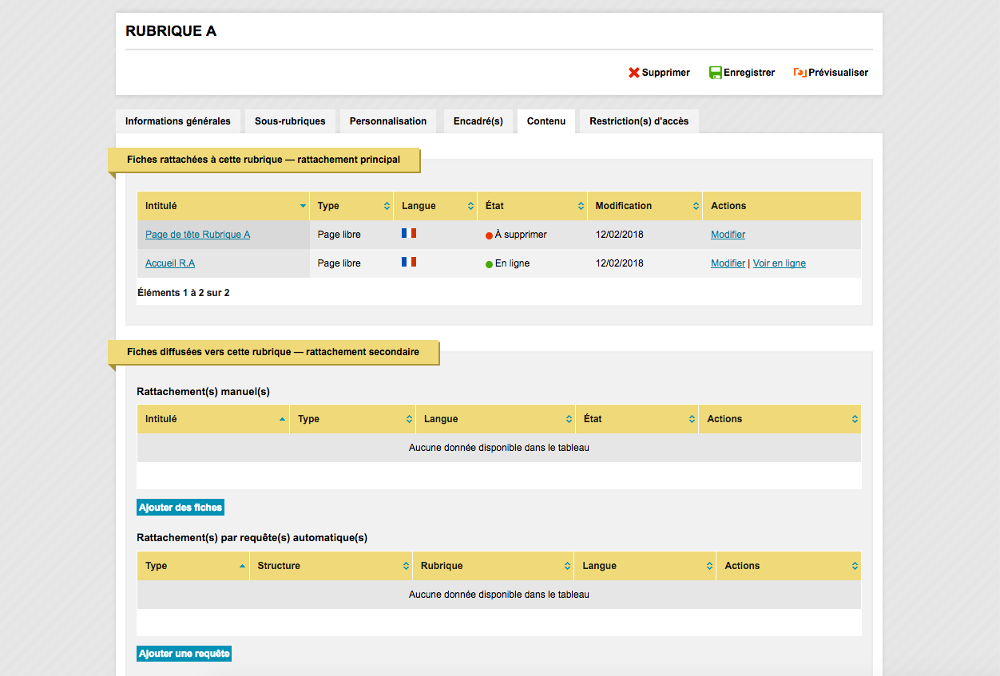 RUBRIQUE A
Supprimer Enregistrer Prévisualiser
Informations générales Sous-rubriques Personnalisation Encadré(s) Contenu Restriction(s) d'accès
Fiches rattachées à cette rubrique — rattachement principal
Intitulé Type Langue État Modification Actions
Page de tête Rubrique A Page libre À supprimer 12/02/2018 Modifier
Accueil R.A Page libre En ligne 12/02/2018 Modifier | Voir en ligne
Éléments 1 à 2 sur 2
Fiches diffusées vers cette rubrique — rattachement secondaire
Rattachement(s) manuel(s)
Intitulé Type Langue État Actions
Aucune donnée disponible dans le tableau
Ajouter des fiches
Rattachement(s) par requête(s) automatique(s)
Type Structure Rubrique Langue Actions
Aucune donnée disponible dans le tableau
Ajouter une requête